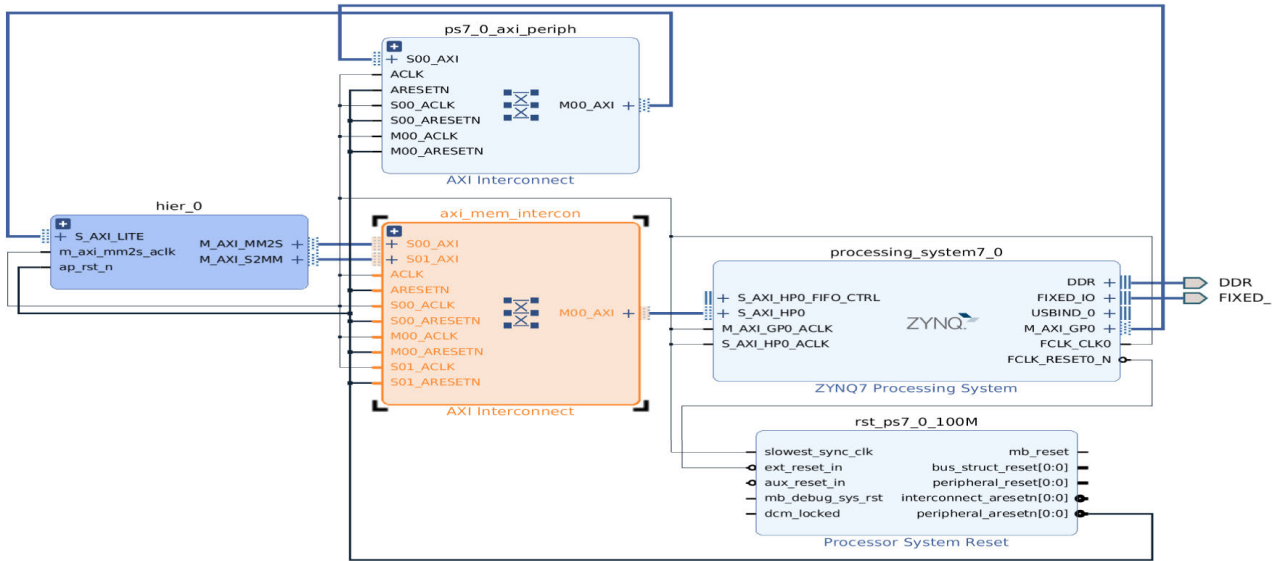 ps7_0_axi_periph
S00_AXI
ACLK
ARESETN
S00_ACLK
S00_ARESETN
M00_ACLK
M00_ARESETN
M00_AXI
AXI Interconnect
hier_0
S_AXI_LITE
m_axi_mm2s_aclk
ap_rst_n
M_AXI_MM2S
M_AXI_S2MM
axi_mem_intercon
S00_AXI
S01_AXI
ACLK
ARESETN
S00_ACLK
S00_ARESETN
M00_ACLK
M00_ARESETN
S01_ACLK
S01_ARESETN
M00_AXI
AXI Interconnect
processing_system7_0
S_AXI_HP0_FIFO_CTRL
S_AXI_HP0
M_AXI_GP0_ACLK
S_AXI_HP0_ACLK
ZYNQ
DDR
FIXED_IO
USBIND_0
M_AXI_GP0
FCLK_CLK0
FCLK_RESET0_N
ZYNQ7 Processing System
DDR
FIXED_
rst_ps7_0_100M
slowest_sync_clk
ext_reset_in
aux_reset_in
mb_debug_sys_rst
dcm_locked
mb_reset
bus_struct_reset[0:0]
peripheral_reset[0:0]
interconnect_aresetn[0:0]
peripheral_aresetn[0:0]
Processor System Reset